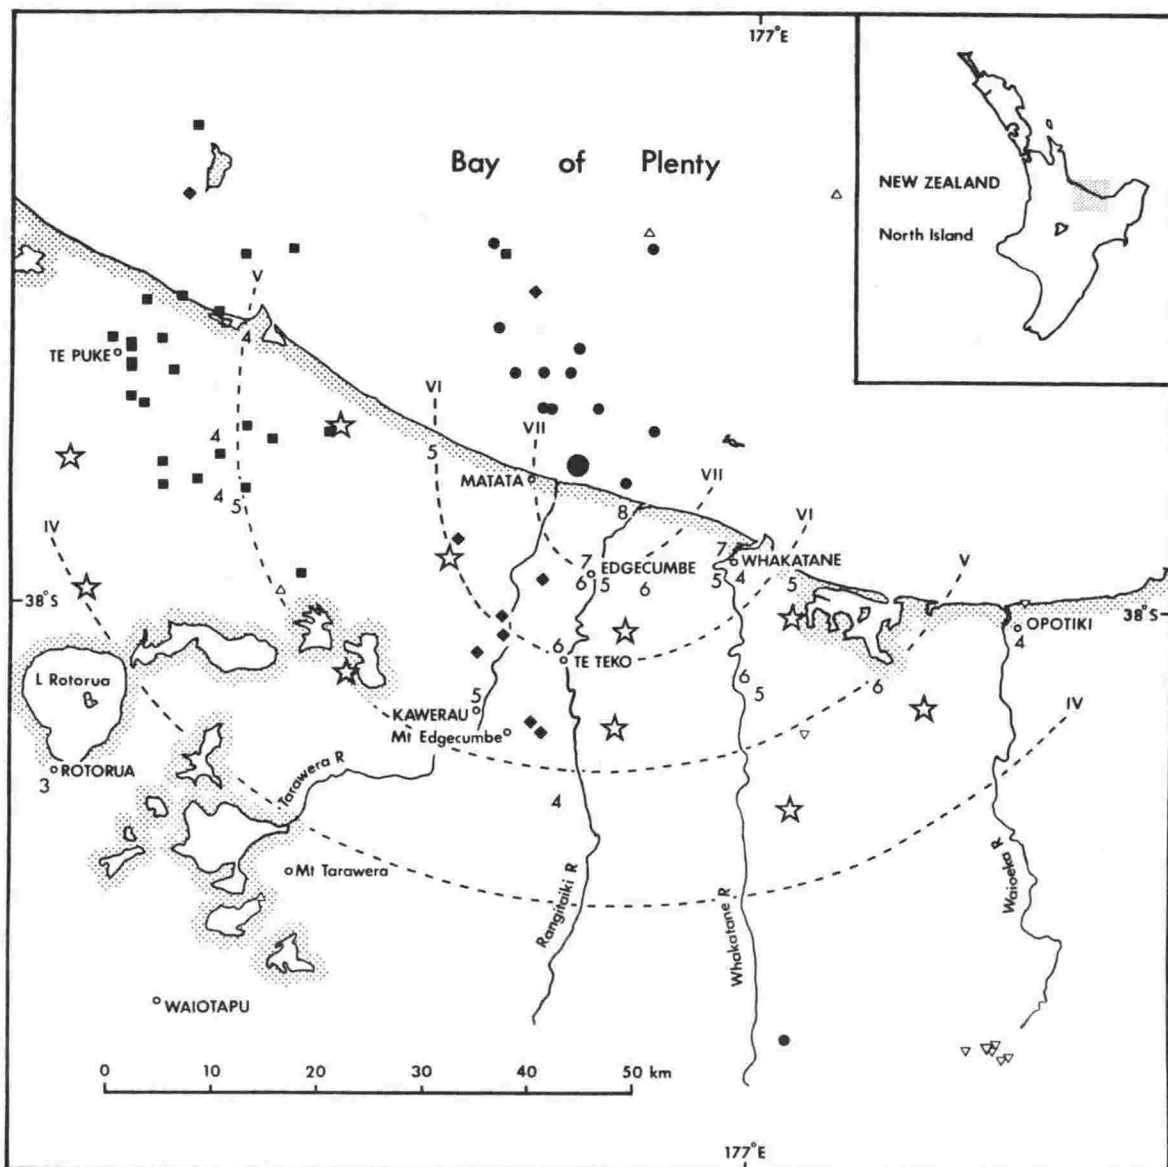 177°E
Bay of Plenty
NEW ZEALAND
North Island
V
4
TE PUKE
VI
5
VII
4
MATATA
VII
4
5
8
IV
VI
7
WHAKATANE
7
EDGECUMBE
5
4
5
V
6
5
6
38°S
38°S
OPOTIKI
4
6
TE TEKO
L Rotorua
6
5
6
5
KAWERAU
IV
Mt Edgecumbe
ROTORUA
3
Tarawera R
4
Mt Tarawera
Rangitaiki R
Whakatane R
Waioeka R
WAIOTAPU
0 10 20 30 40 50 km
177°E